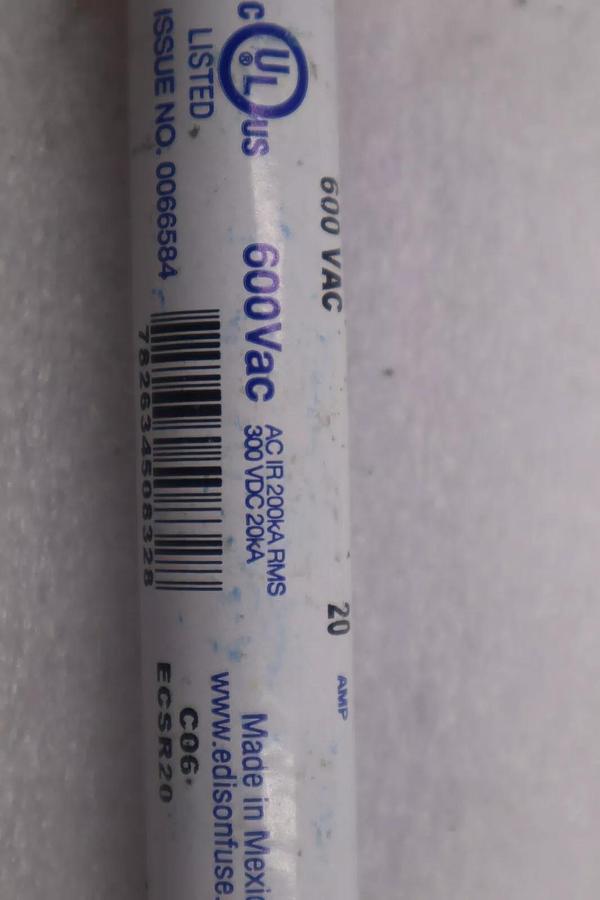 600 VAC
20 AMP
C UL® US
LISTED
ISSUE NO. 0066584
600Vac
AC IR 200kA RMS
300 VDC 20kA
782634508328
Made in Mexic
www.edisonfuse.
C06
ECSR20